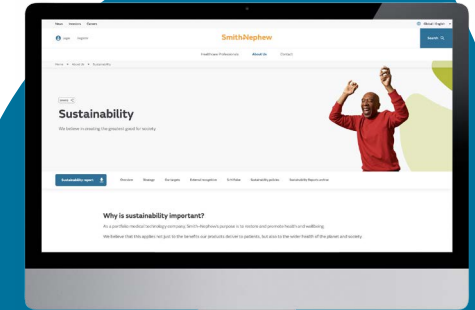 News Investors Careers
Global - English
Login Register
Smith+Nephew
Search
Healthcare Professionals About Us Contact
Home > About Us > Sustainability
Sustainability
We believe in creating the greatest good for society
Sustainability report Overview Strategy Our targets External recognition Sustainability policies Sustainability Reports archive
Why is sustainability important?
As a portfolio medical technology company, Smith+Nephew's purpose is to restore and promote health and wellbeing.
We believe that this applies not just to the benefits our products deliver to patients, but also to the wider health of the planet and society.